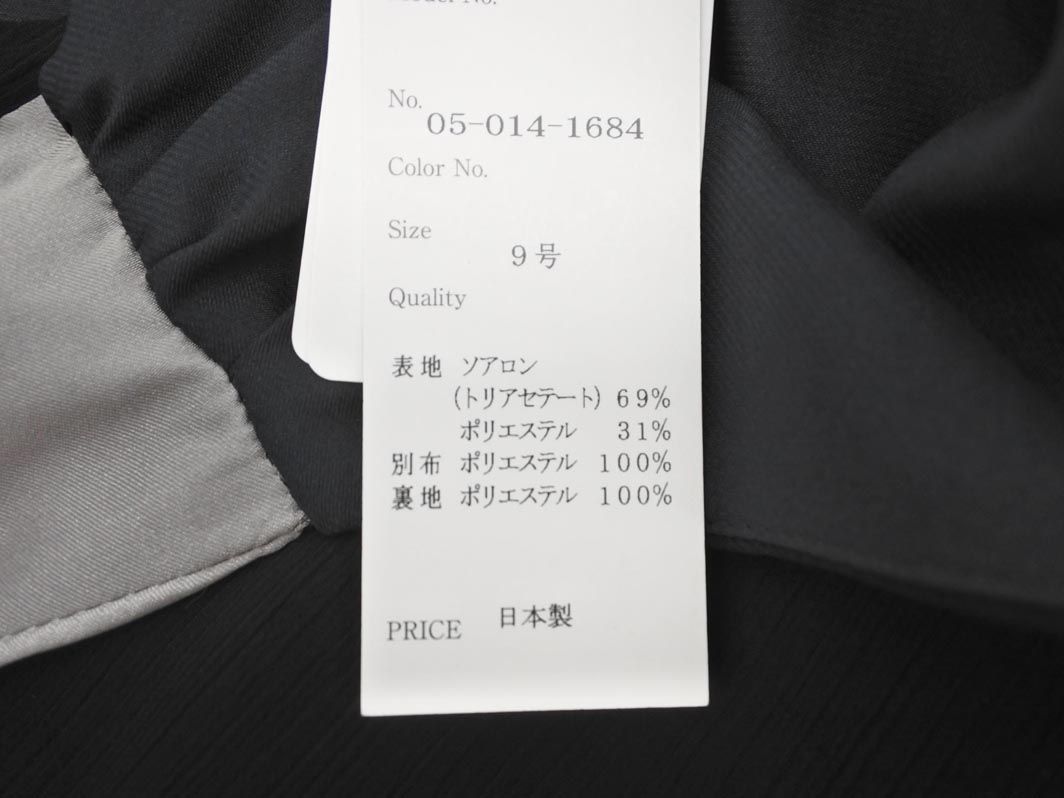 Model No.
No.
05-014-1684
Color No.
Size
9号
Quality
表地 ソアロン
(トリアセテート) 69%
ポリエステル 31%
別布 ポリエステル 100%
裏地 ポリエステル 100%
PRICE 日本製